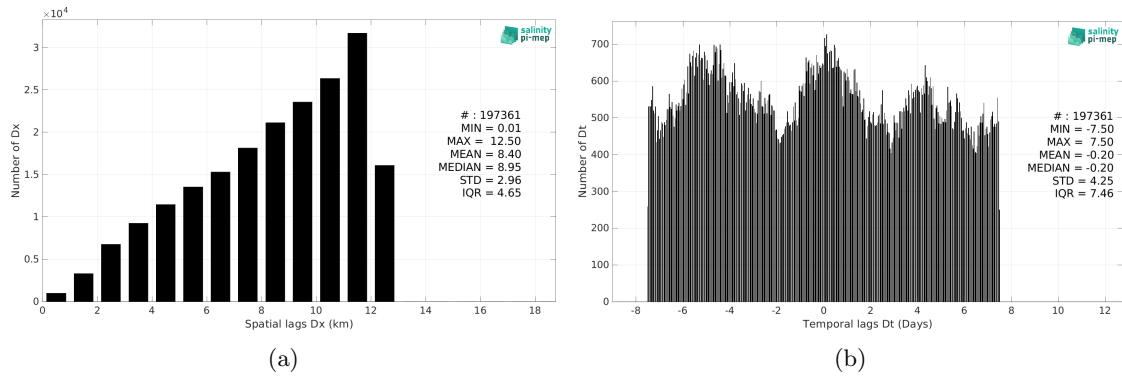 ×10⁴
3
2.5
2
1.5
1
0.5
0
Number of Dx
0 2 4 6 8 10 12 14 16 18
Spatial lags Dx (km)
salinity
pi-mep
# : 197361
MIN = 0.01
MAX = 12.50
MEAN = 8.40
MEDIAN = 8.95
STD = 2.96
IQR = 4.65
(a)
700
600
500
400
300
200
100
0
Number of Dt
-8 -6 -4 -2 0 2 4 6 8 10 12
Temporal lags Dt (Days)
salinity
pi-mep
# : 197361
MIN = -7.50
MAX = 7.50
MEAN = -0.20
MEDIAN = -0.20
STD = 4.25
IQR = 7.46
(b)